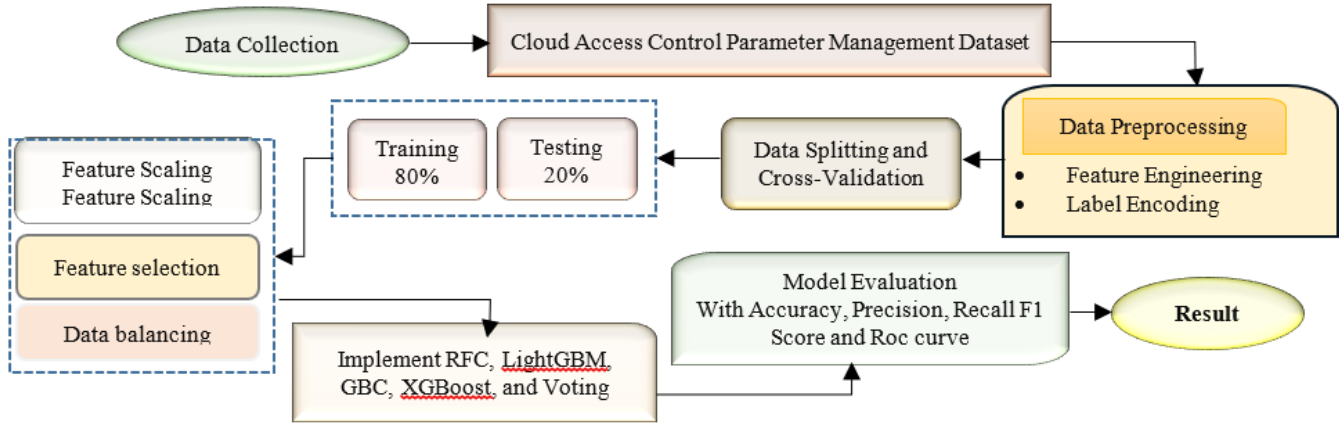 Data Collection
Cloud Access Control Parameter Management Dataset
Data Preprocessing
• Feature Engineering
• Label Encoding
Data Splitting and
Cross-Validation
Training
80%
Testing
20%
Feature Scaling
Feature Scaling
Feature selection
Data balancing
Implement RFC, LightGBM,
GBC, XGBoost, and Voting
Model Evaluation
With Accuracy, Precision, Recall F1
Score and Roc curve
Result